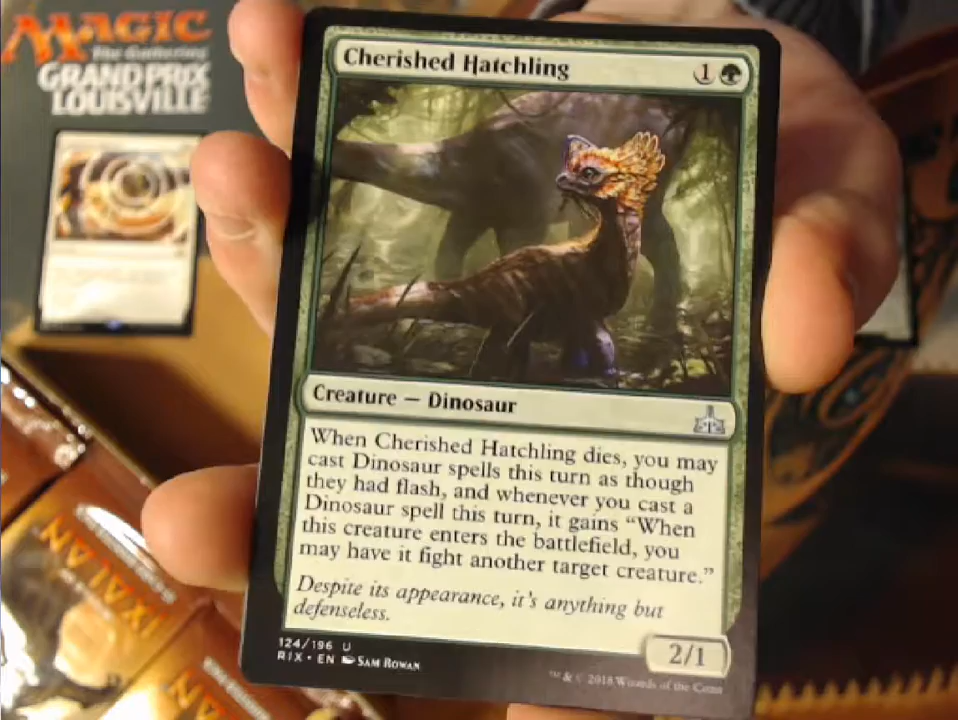 MAGIC
The Gathering
GRAND PRIX
LOUISVILLE
Cherished Hatchling
1
Creature — Dinosaur
When Cherished Hatchling dies, you may
cast Dinosaur spells this turn as though
they had flash, and whenever you cast a
Dinosaur spell this turn, it gains “When
this creature enters the battlefield, you
may have it fight another target creature.”
Despite its appearance, it's anything but
defenseless.
2/1
124/196 U
RIX • EN SAM ROWAN
™ & © 2018 Wizards of the Coast
IXALAN